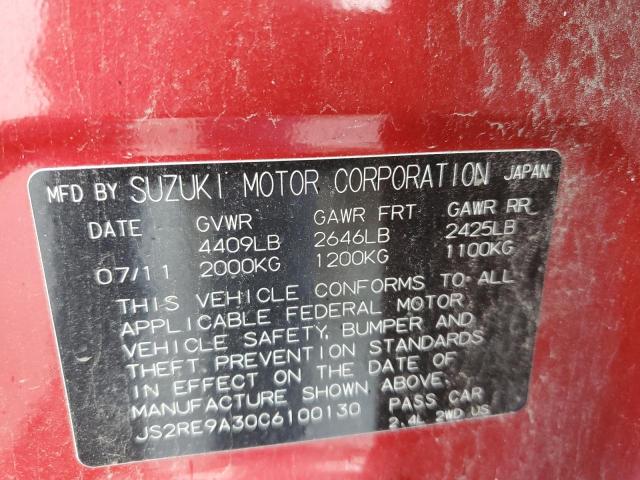 MFD BY SUZUKI MOTOR CORPORATION JAPAN
DATE GVWR GAWR FRT GAWR RR
4409LB 2646LB 2425LB
07/11 2000KG 1200KG 1100KG
THIS VEHICLE CONFORMS TO ALL
APPLICABLE FEDERAL MOTOR
VEHICLE SAFETY, BUMPER AND
THEFT PREVENTION STANDARDS
IN EFFECT ON THE DATE OF
MANUFACTURE SHOWN ABOVE.
JS2RE9A30C6100130 PASS CAR
2.4L 2WD US